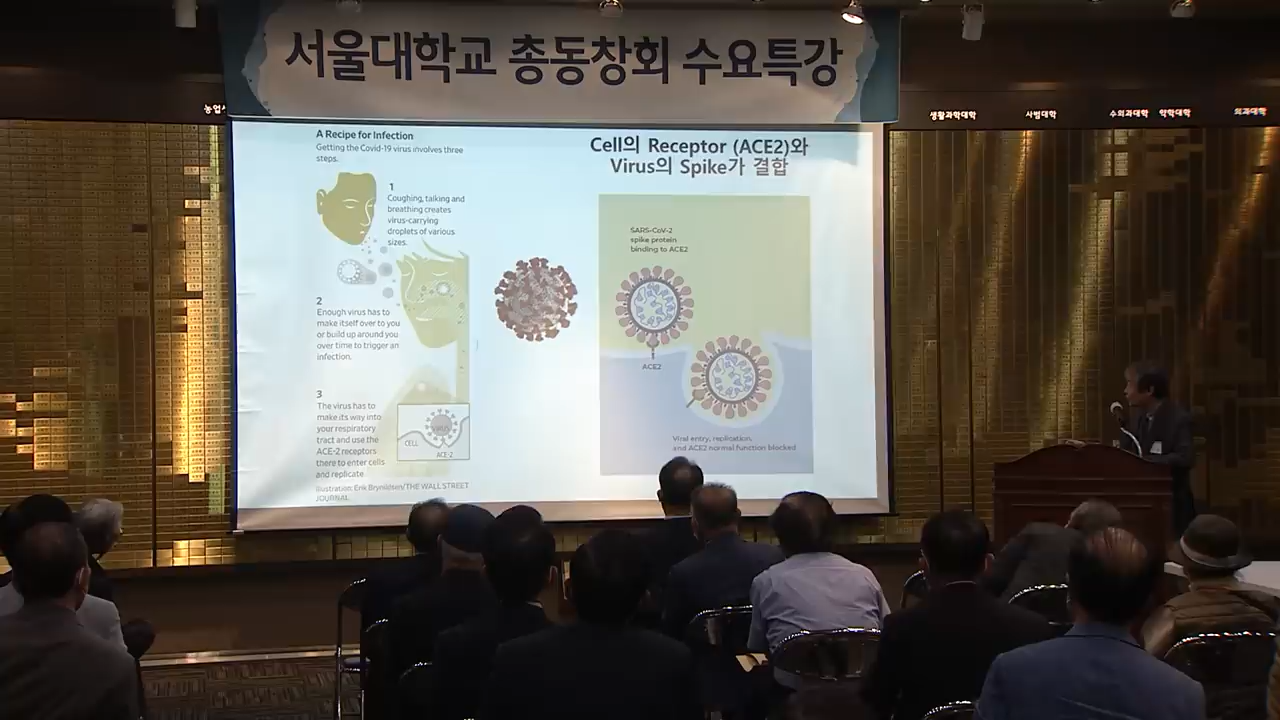 서울대학교 총동창회 수요특강
생활과학대학
사범대학
수의과대학 약학대학
의과대학
A Recipe for Infection
Getting the Covid-19 virus involves three
steps.
1
Coughing, talking and
breathing creates
virus-carrying
droplets of various
sizes.
2
Enough virus has to
make itself over to you
or build up around you
over time to trigger an
infection.
3
The virus has to
make its way into
your respiratory
tract and use the
ACE-2 receptors
there to enter cells
and replicate
VIRUS
CELL
ACE-2
Illustration: Erik Brynildsen/THE WALL STREET
JOURNAL
Cell의 Receptor (ACE2)와
Virus의 Spike가 결합
SARS-CoV-2
spike protein
binding to ACE2
ACE2
Viral entry, replication,
and ACE2 normal function blocked